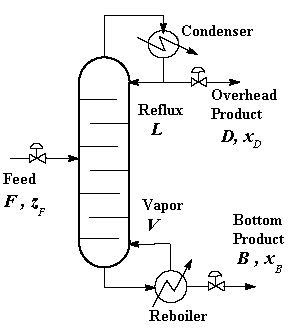 Condenser
Overhead
Product
D, x_D
Reflux
L
Feed
F , z_F
Vapor
V
Bottom
Product
B , x_B
Reboiler